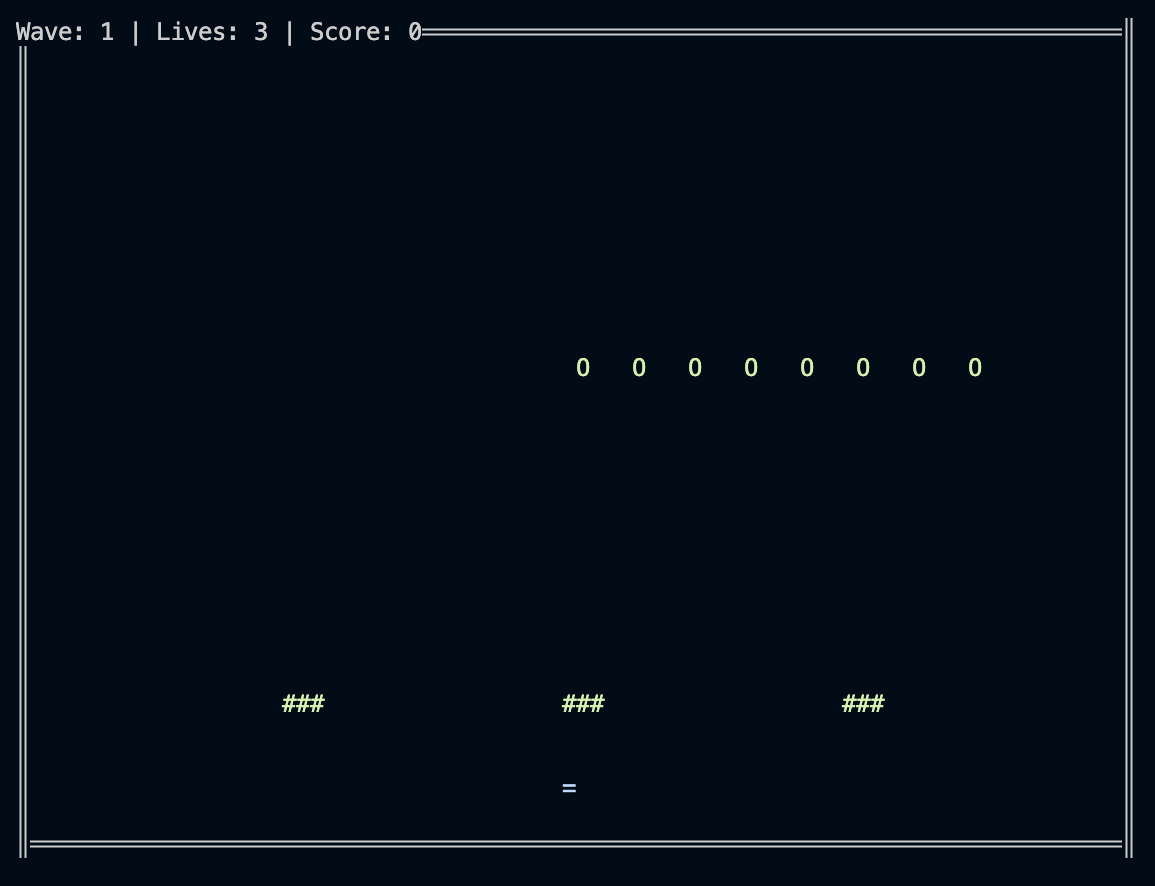 Wave: 1 | Lives: 3 | Score: 0
O O O O O O O O
### ### ###
=